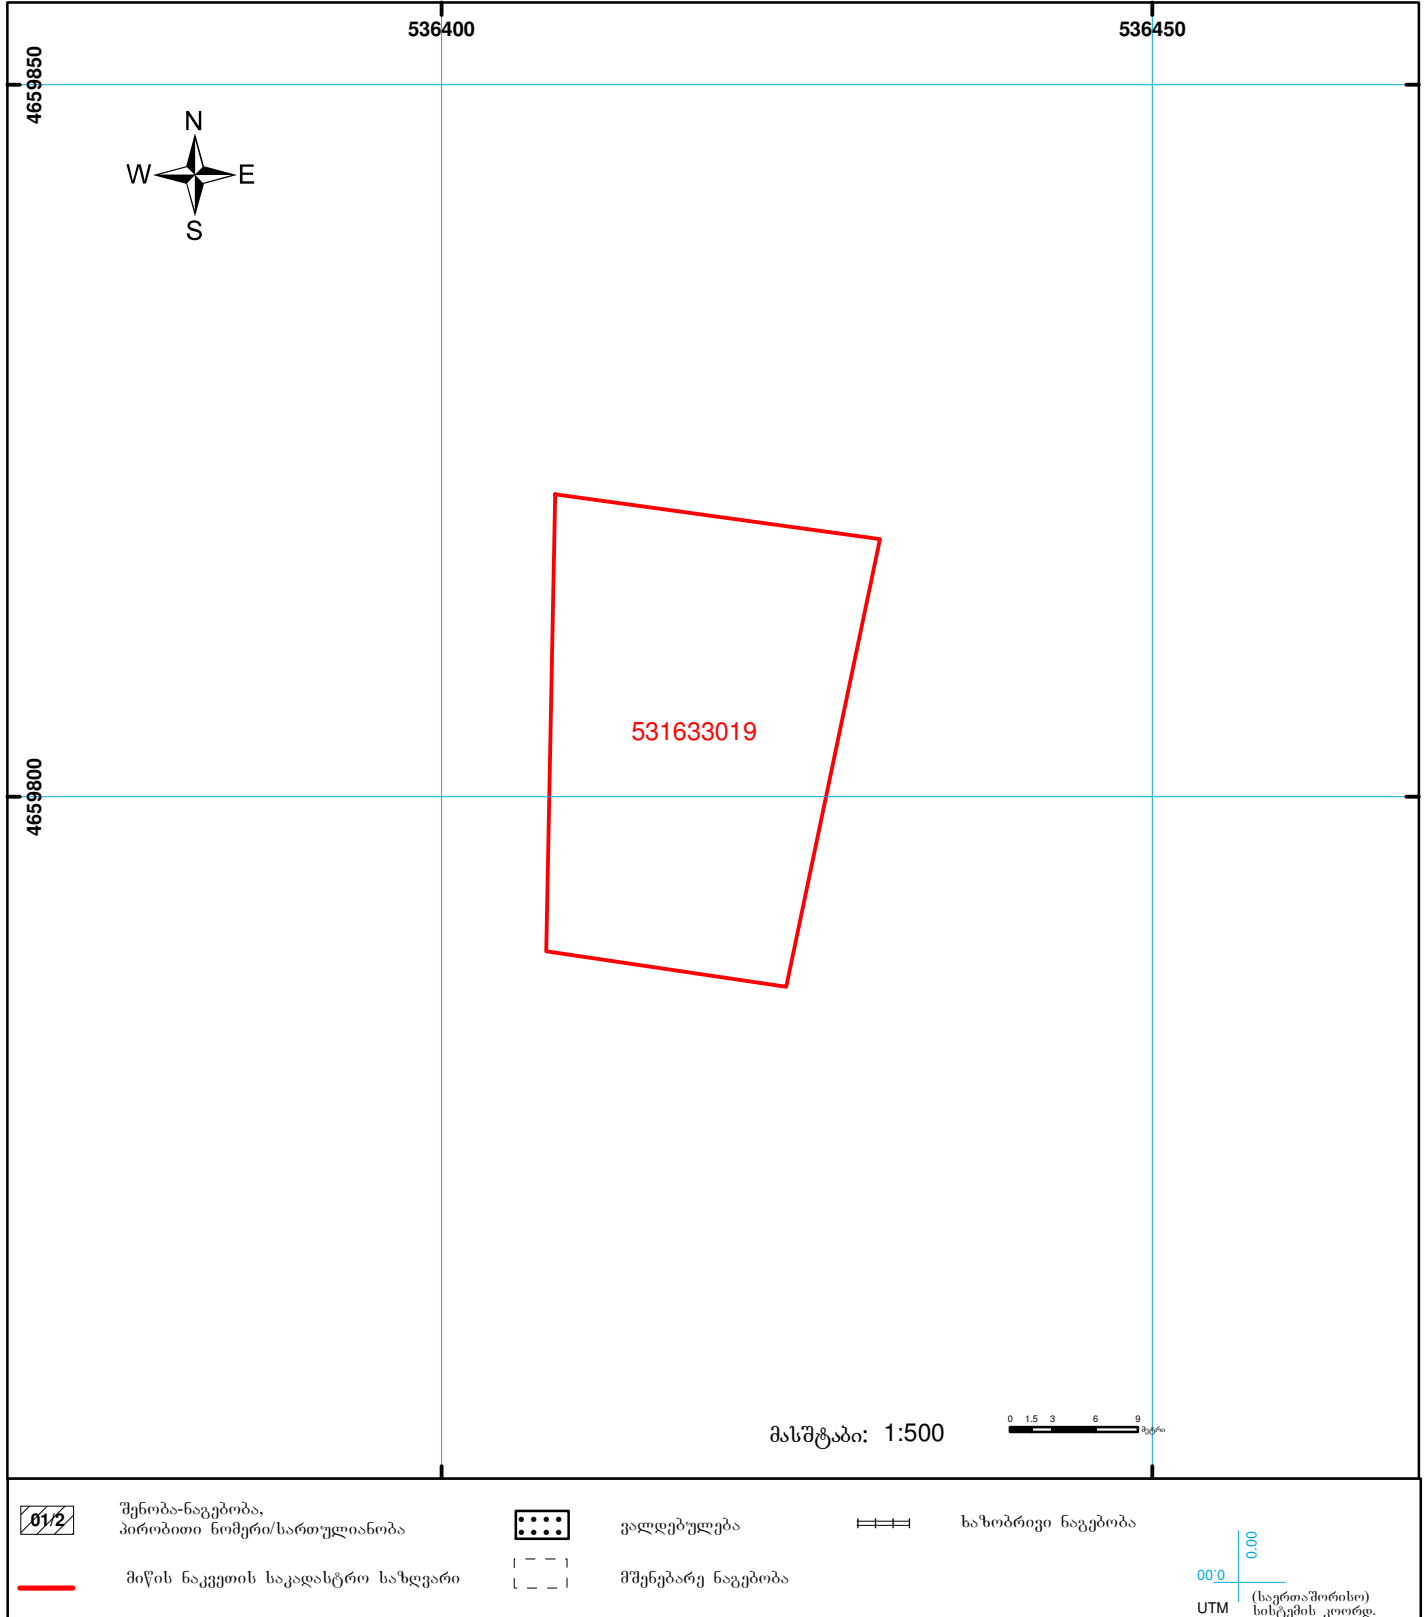 536400
536450
4659850
N
W
E
S
531633019
4659800
მასშტაბი: 1:500
0 1.5 3 6 9
მეტრი
01/2
შენობა-ნაგებობა,
პირობითი ნომერი/სართულიანობა
ვალდებულება
ხაზობრივი ნაგებობა
მიწის ნაკვეთის საკადასტრო საზღვარი
მშენებარე ნაგებობა
00'0
0.00
UTM
(საერთაშორისო)
სისტემის კოორდ.